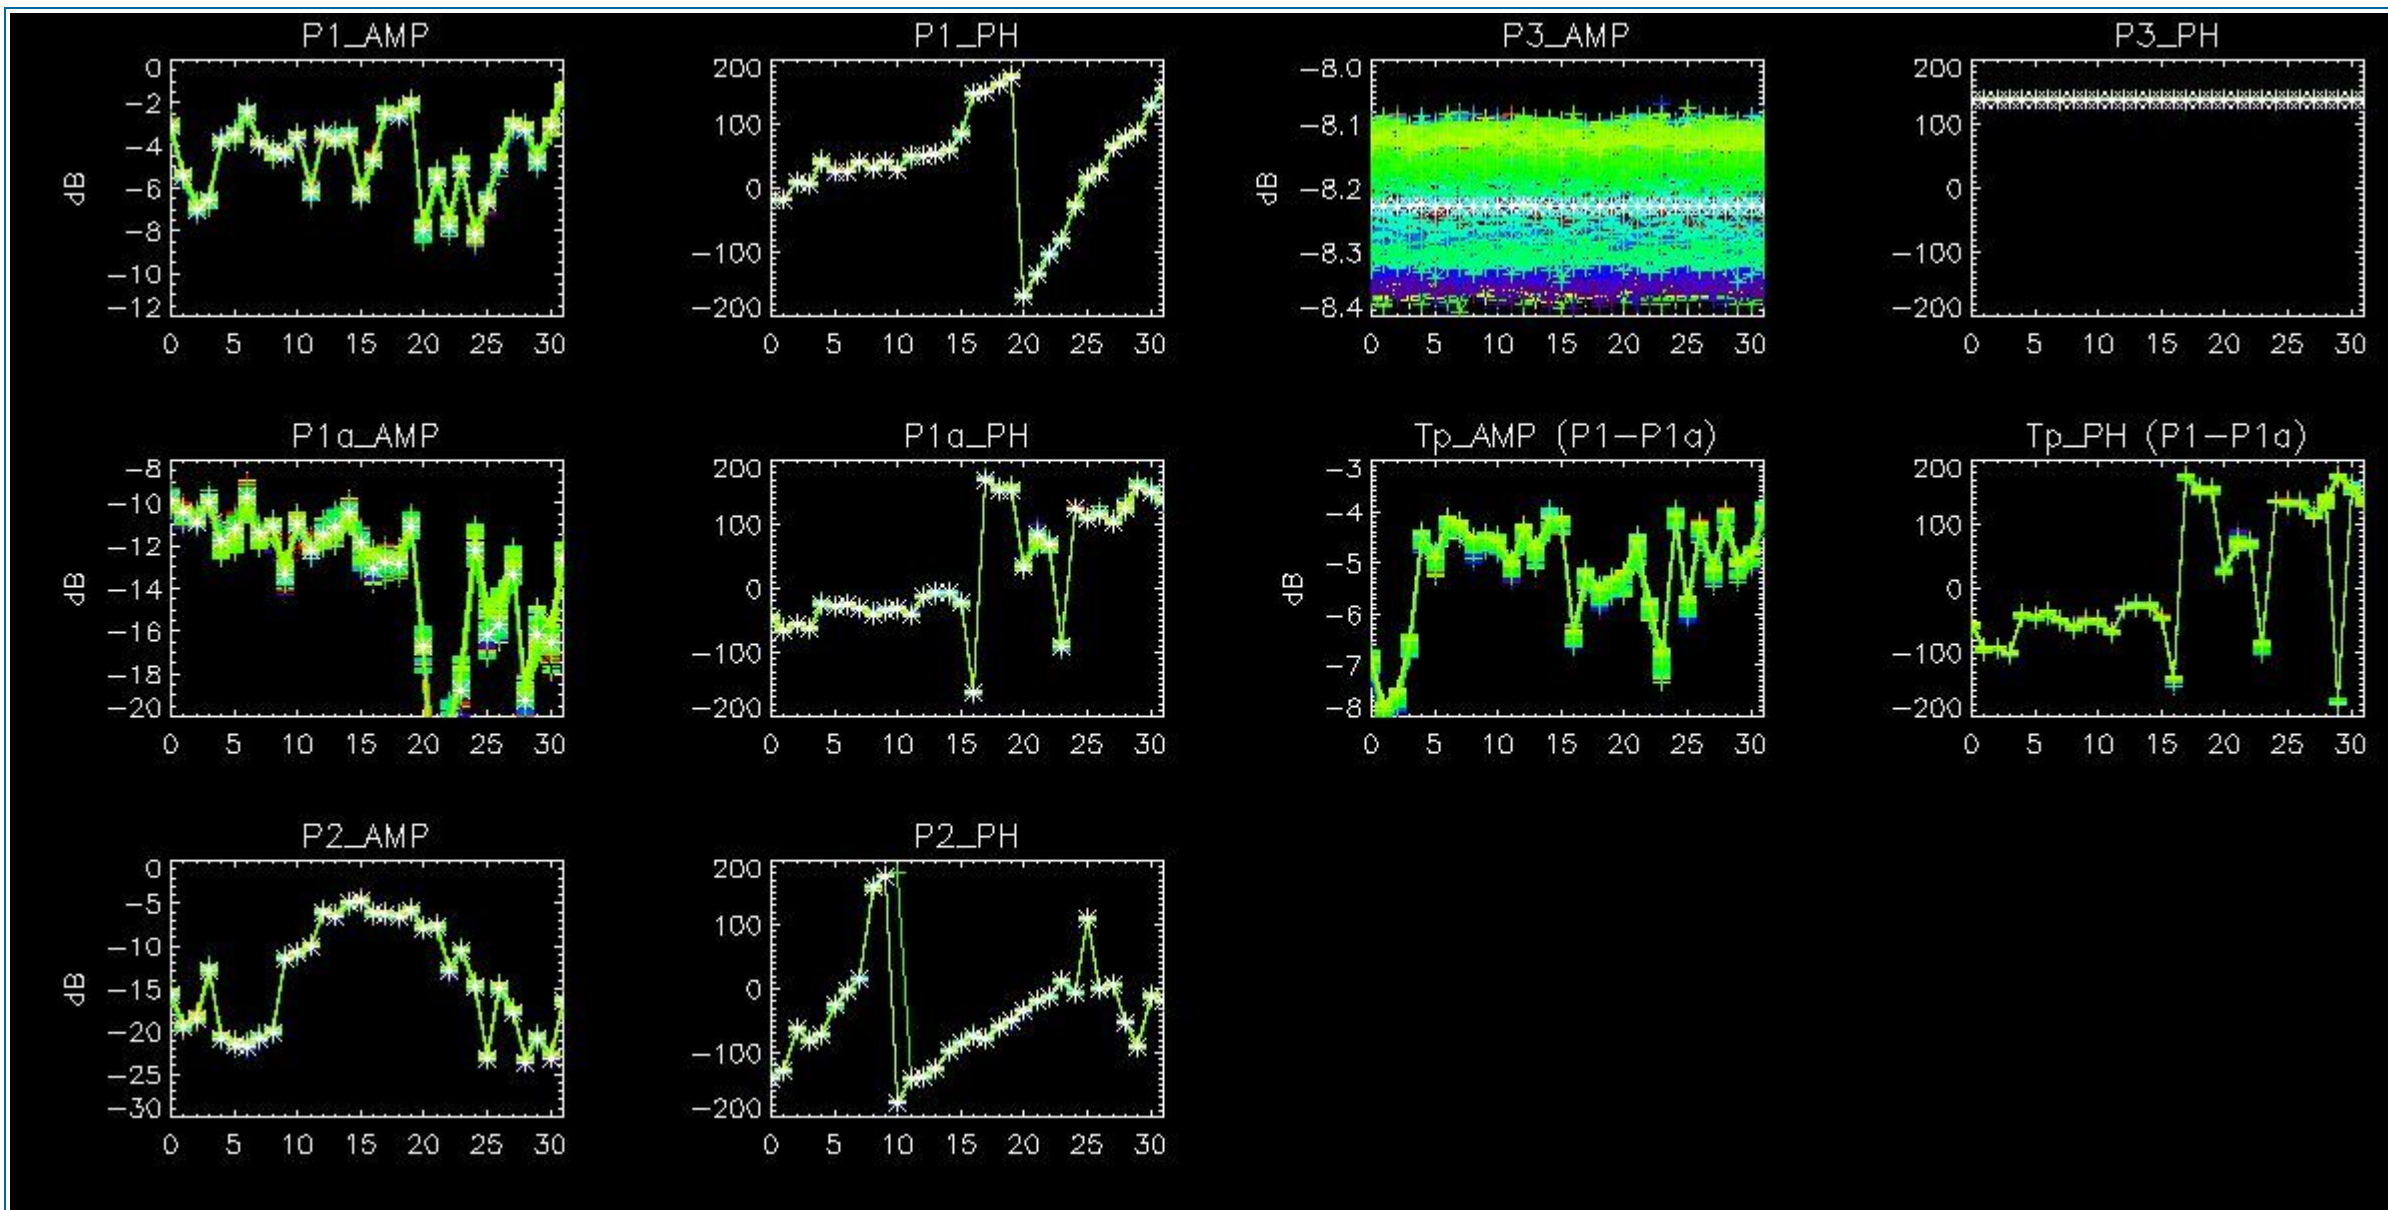 P1_AMP P1_PH P3_AMP P3_PH
0 200 -8.0 200
-2 100 -8.1 100
-4 0 -8.2 0
-6 -100 -8.3 -100
-8 -200 -8.4 -200
-10
-12
dB dB
0 5 10 15 20 25 30 0 5 10 15 20 25 30 0 5 10 15 20 25 30 0 5 10 15 20 25 30
P1a_AMP P1a_PH Tp_AMP (P1-P1a) Tp_PH (P1-P1a)
-8 200 -3 200
-10 100 -4 100
-12 0 -5 0
-14 -100 -6 -100
-16 -200 -7 -200
-18 -8
-20
dB dB
0 5 10 15 20 25 30 0 5 10 15 20 25 30 0 5 10 15 20 25 30 0 5 10 15 20 25 30
P2_AMP P2_PH
0 200
-5 100
-10 0
-15 -100
-20 -200
-25
-30
dB
0 5 10 15 20 25 30 0 5 10 15 20 25 30